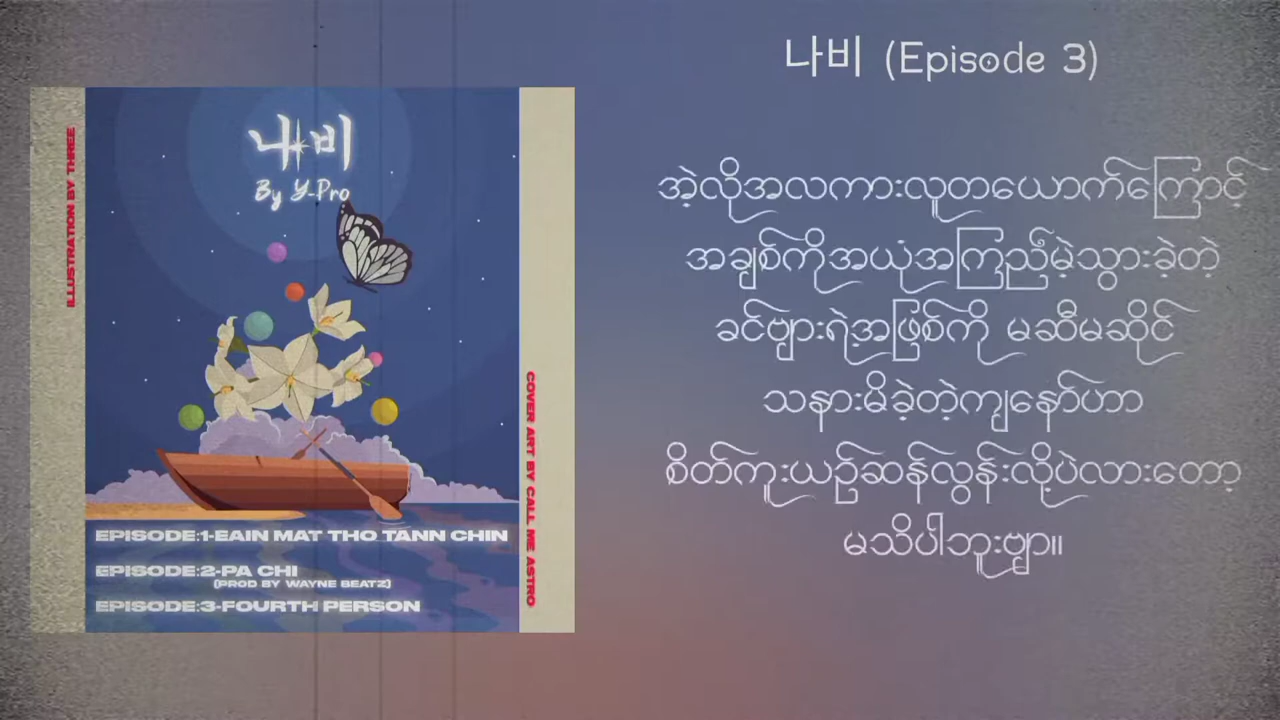 나비 (Episode 3)
အဲ့လိုအလကားလူတယောက်ကြောင့်
အချစ်ကိုအယုံအကြည်မဲ့သွားခဲ့တဲ့
ခင်ဗျားရဲ့အဖြစ်ကို မဆီမဆိုင်
သနားမိခဲ့တဲ့ကျနော်ဟာ
စိတ်ကူးယဥ်ဆန်လွန်းလို့ပဲလားတော့
မသိပါဘူးဗျာ။
ILLUSTRATION BY THREE
나비
By Y-Pro
COVER ART BY CALL ME ASTRO
EPISODE:1-EAIN MAT THO TANN CHIN
EPISODE:2-PA CHI
(PROD BY WAYNE BEATZ)
EPISODE:3-FOURTH PERSON